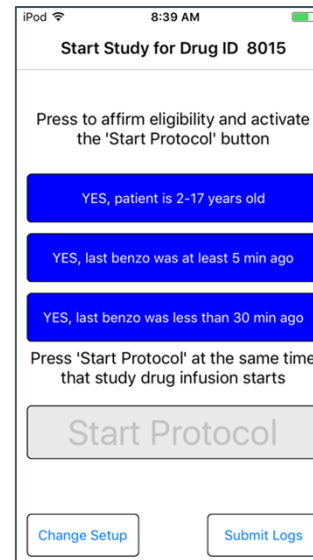 iPod 8:39 AM
Start Study for Drug ID 8015
Press to affirm eligibility and activate
the 'Start Protocol' button
YES, patient is 2-17 years old
YES, last benzo was at least 5 min ago
YES, last benzo was less than 30 min ago
Press 'Start Protocol' at the same time
that study drug infusion starts
Start Protocol
Change Setup Submit Logs